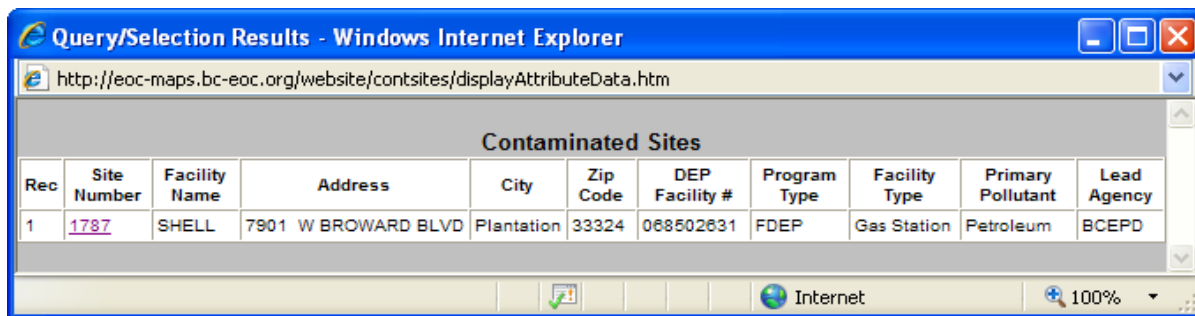 Query/Selection Results - Windows Internet Explorer
http://eoc-maps.bc-eoc.org/website/contsites/displayAttributeData.htm
Contaminated Sites
Rec Site Number Facility Name Address City Zip Code DEP Facility # Program Type Facility Type Primary Pollutant Lead Agency
1 1787 SHELL 7901 W BROWARD BLVD Plantation 33324 068502631 FDEP Gas Station Petroleum BCEPD
Internet 100%